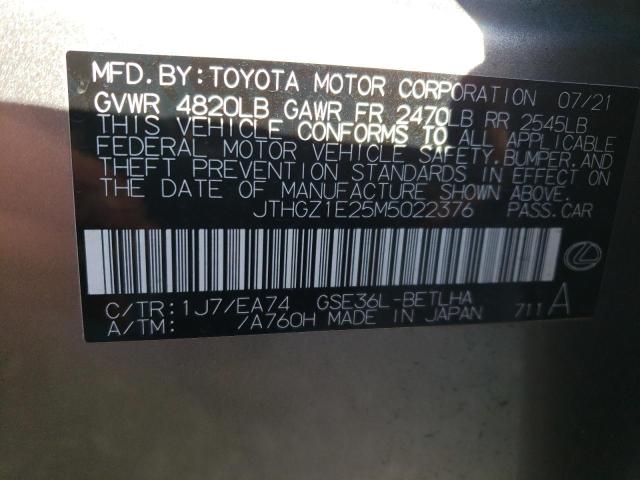 MFD. BY: TOYOTA MOTOR CORPORATION 07/21
GVWR 4820LB GAWR FR 2470LB RR 2545LB
THIS VEHICLE CONFORMS TO ALL APPLICABLE
FEDERAL MOTOR VEHICLE SAFETY, BUMPER, AND
THEFT PREVENTION STANDARDS IN EFFECT ON
THE DATE OF MANUFACTURE SHOWN ABOVE.
JTHGZ1E25M5022376 PASS. CAR
C/TR: 1J7/EA74 GSE36L-BETLHA
A/TM: /A760H MADE IN JAPAN 711 A